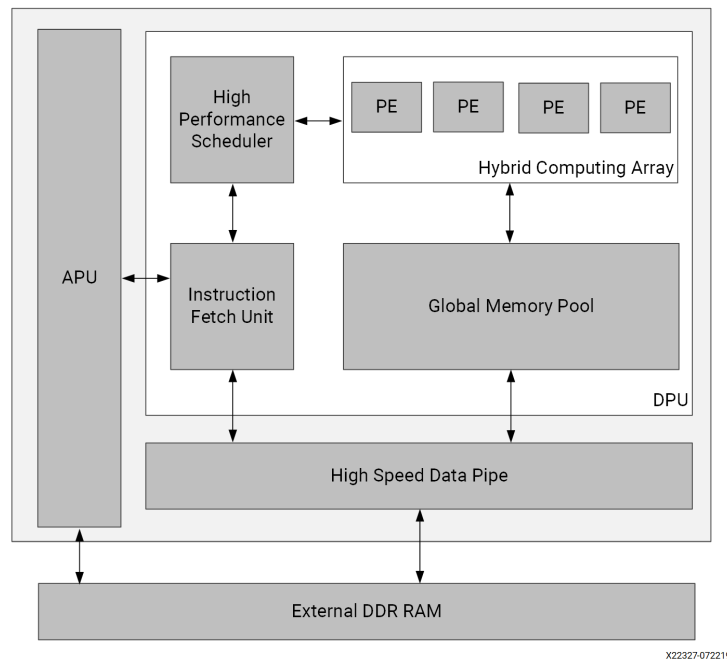 High
Performance
Scheduler
PE
PE
PE
PE
Hybrid Computing Array
APU
Instruction
Fetch Unit
Global Memory Pool
DPU
High Speed Data Pipe
External DDR RAM